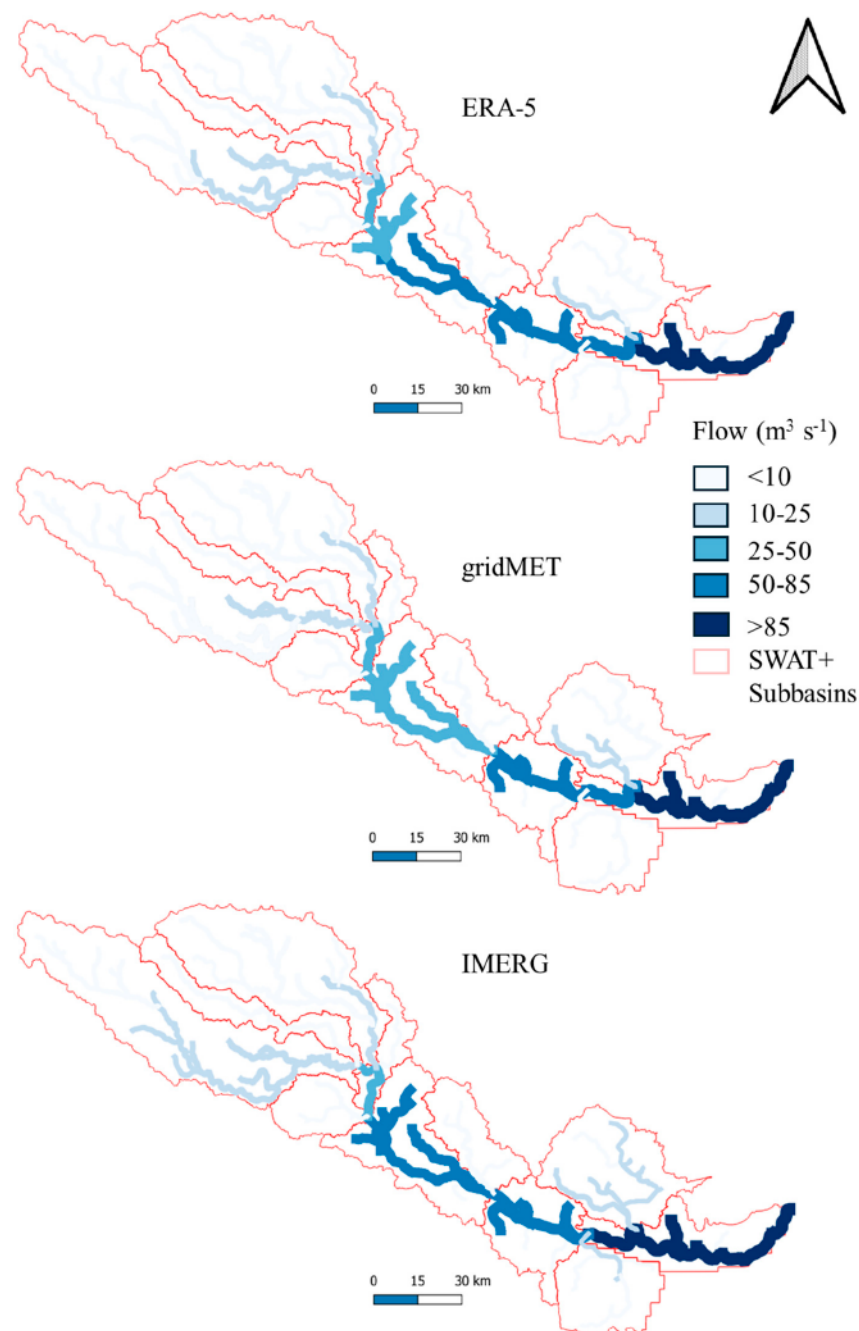 ERA-5
0 15 30 km
Flow (m³ s⁻¹)
<10
10-25
25-50
50-85
>85
SWAT+
Subbasins
gridMET
0 15 30 km
IMERG
0 15 30 km